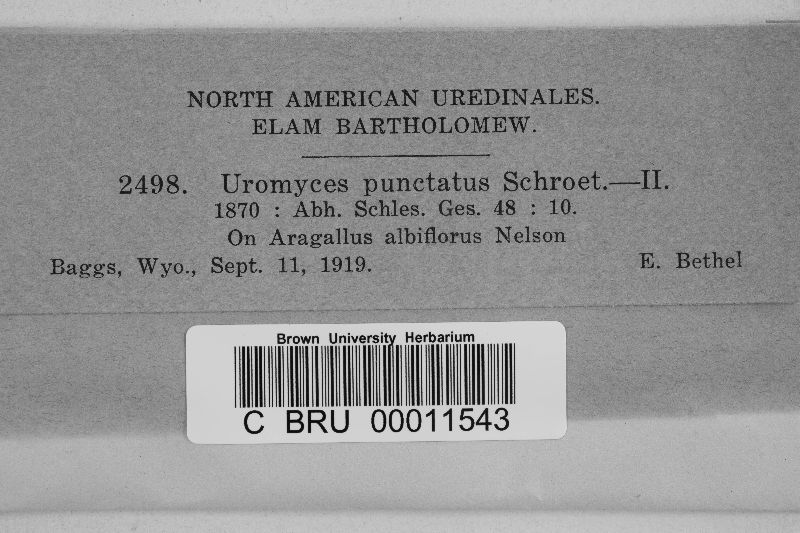 NORTH AMERICAN UREDINALES.
ELAM BARTHOLOMEW.
2498. Uromyces punctatus Schroet.—II.
1870 : Abh. Schles. Ges. 48 : 10.
On Aragallus albiflorus Nelson
Baggs, Wyo., Sept. 11, 1919. E. Bethel
Brown University Herbarium
C BRU 00011543